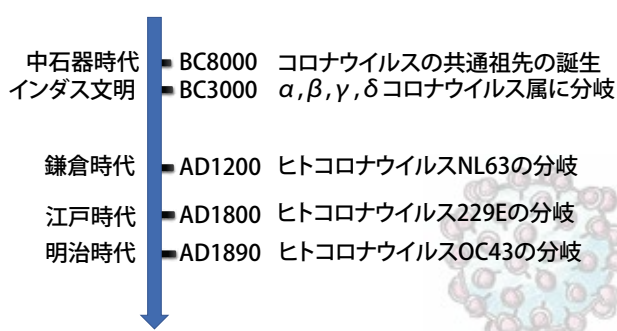 中石器時代 BC8000 コロナウイルスの共通祖先の誕生
インダス文明 BC3000 α,β,γ,δコロナウイルス属に分岐
鎌倉時代 AD1200 ヒトコロナウイルスNL63の分岐
江戸時代 AD1800 ヒトコロナウイルス229Eの分岐
明治時代 AD1890 ヒトコロナウイルスOC43の分岐